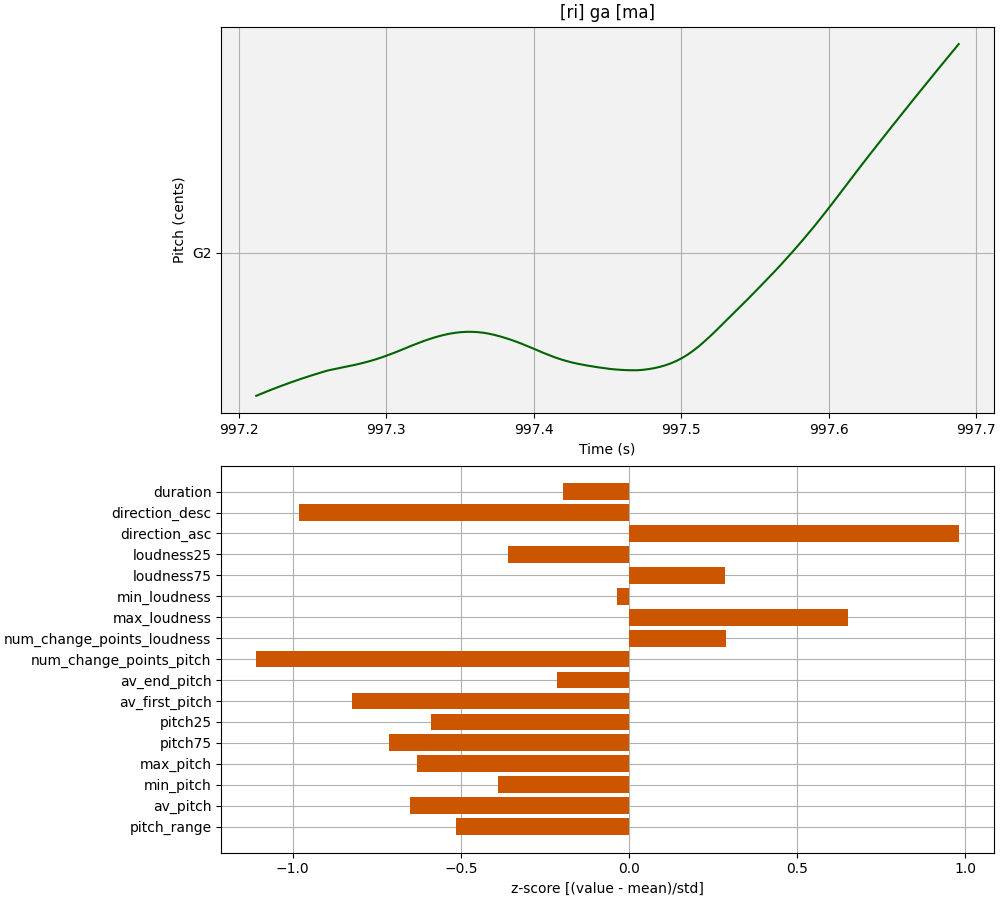 [ri] ga [ma]
Pitch (cents)
G2
997.2 997.3 997.4 997.5 997.6 997.7
Time (s)
duration
direction_desc
direction_asc
loudness25
loudness75
min_loudness
max_loudness
num_change_points_loudness
num_change_points_pitch
av_end_pitch
av_first_pitch
pitch25
pitch75
max_pitch
min_pitch
av_pitch
pitch_range
−1.0 −0.5 0.0 0.5 1.0
z-score [(value - mean)/std]